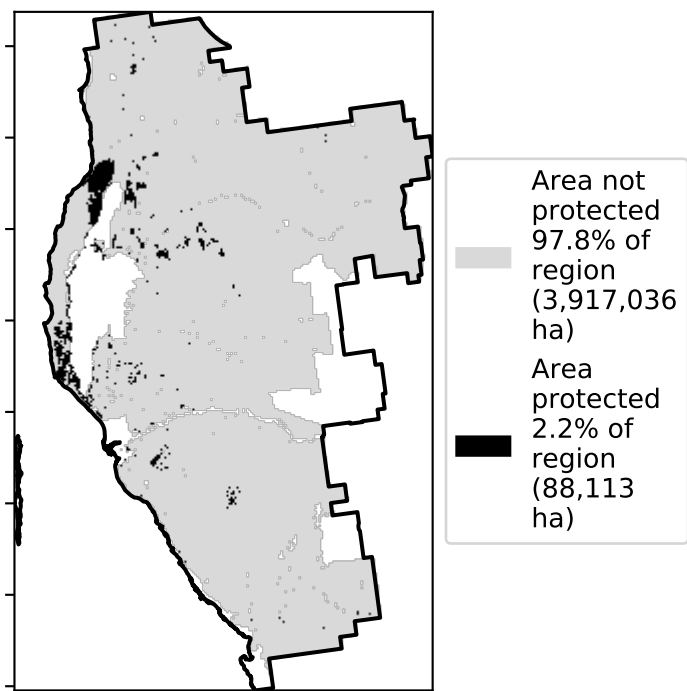 Area not
protected
97.8% of
region
(3,917,036
ha)
Area
protected
2.2% of
region
(88,113
ha)